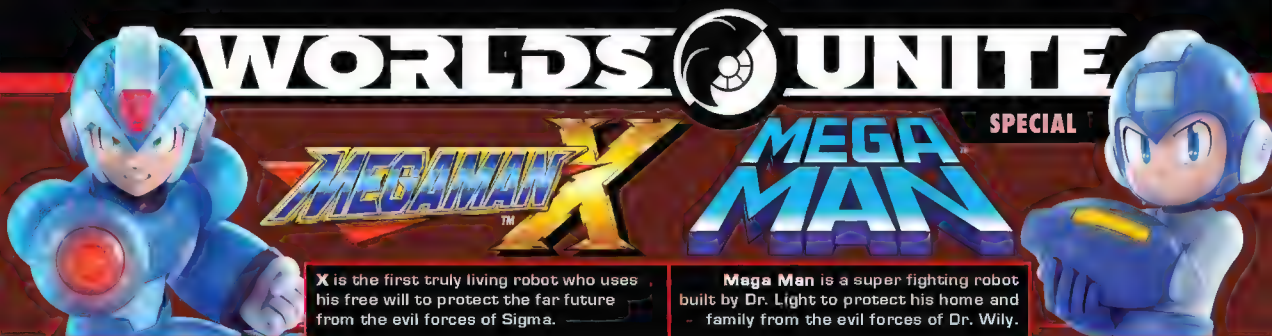 WORLDS UNITE
SPECIAL
MEGAMAN X
TM
MEGA
MAN
X is the first truly living robot who uses
his free will to protect the far future
from the evil forces of Sigma.
Mega Man is a super fighting robot
built by Dr. Light to protect his home and
family from the evil forces of Dr. Wily.